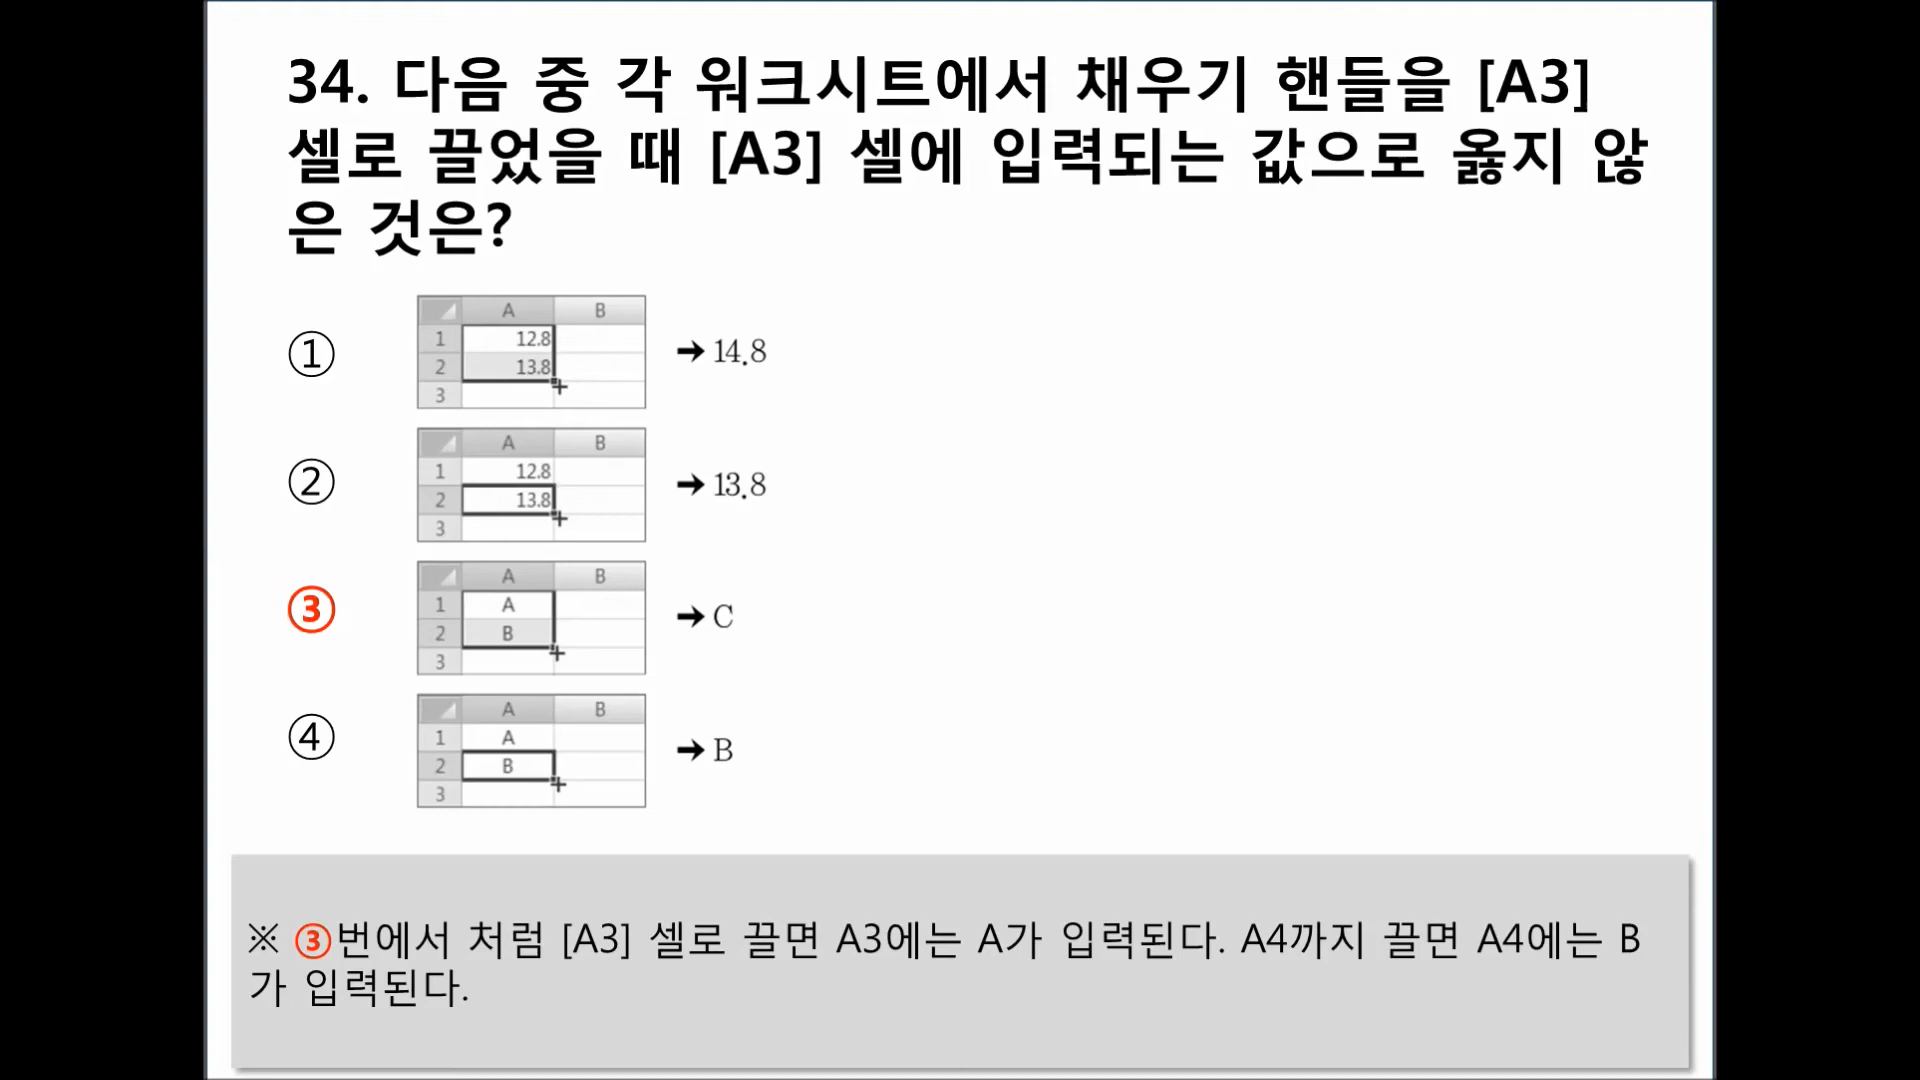 34. 다음 중 각 워크시트에서 채우기 핸들을 [A3]
셀로 끌었을 때 [A3] 셀에 입력되는 값으로 옳지 않
은 것은?
A B
1 12.8
① ➔ 14.8
2 13.8
3
A B
1 12.8
② ➔ 13.8
2 13.8
3
A B
1 A
③ ➔ C
2 B
3
A B
1 A
④ ➔ B
2 B
3
※ ③번에서 처럼 [A3] 셀로 끌면 A3에는 A가 입력된다. A4까지 끌면 A4에는 B
가 입력된다.